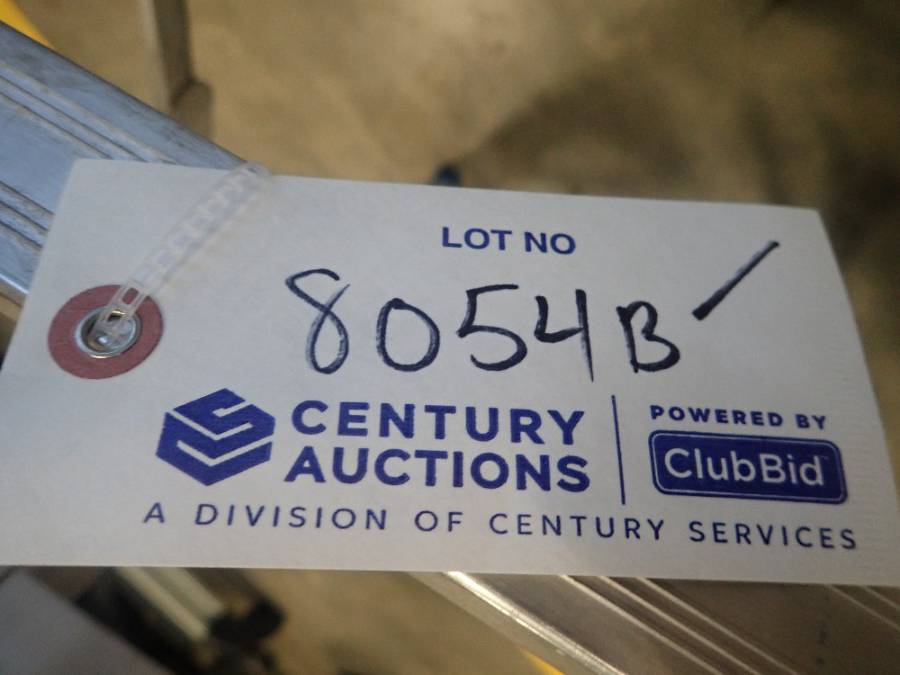 LOT NO
8054B
CENTURY
AUCTIONS
POWERED BY
ClubBid
A DIVISION OF CENTURY SERVICES